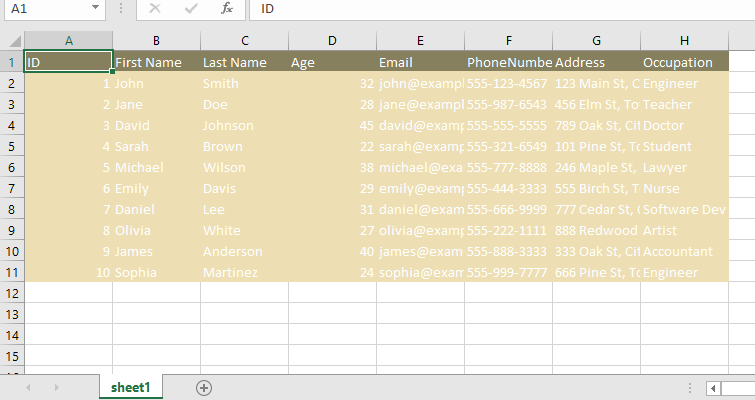 A1 fx ID
A B C D E F G H
1 ID First Name Last Name Age Email PhoneNumbe Address Occupation
2 1 John Smith 32 john@exampl 555-123-4567 123 Main St, C Engineer
3 2 Jane Doe 28 jane@exampl 555-987-6543 456 Elm St, To Teacher
4 3 David Johnson 45 david@examp 555-555-5555 789 Oak St, Cit Doctor
5 4 Sarah Brown 22 sarah@examp 555-321-6549 101 Pine St, To Student
6 5 Michael Wilson 38 michael@exa 555-777-8888 246 Maple St, Lawyer
7 6 Emily Davis 29 emily@examp 555-444-3333 555 Birch St, T Nurse
8 7 Daniel Lee 31 daniel@exam 555-666-9999 777 Cedar St, Software Dev
9 8 Olivia White 27 olivia@examp 555-222-1111 888 Redwood Artist
10 9 James Anderson 40 james@exam 555-888-3333 333 Oak St, Cit Accountant
11 10 Sophia Martinez 24 sophia@exam 555-999-7777 666 Pine St, To Engineer
12
13
14
15
sheet1